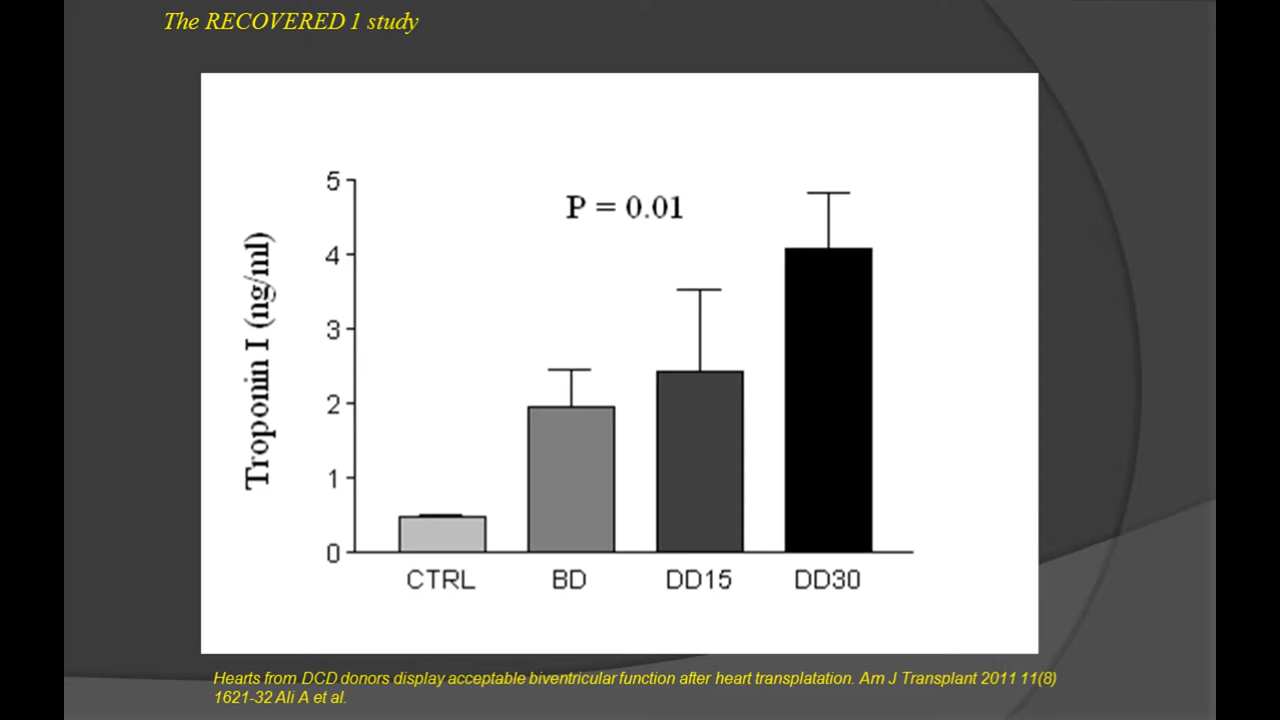 The RECOVERED 1 study
P = 0.01
Troponin I (ng/ml)
5
4
3
2
1
0
CTRL BD DD15 DD30
Hearts from DCD donors display acceptable biventricular function after heart transplatation. Am J Transplant 2011 11(8)
1621-32 Ali A et al.